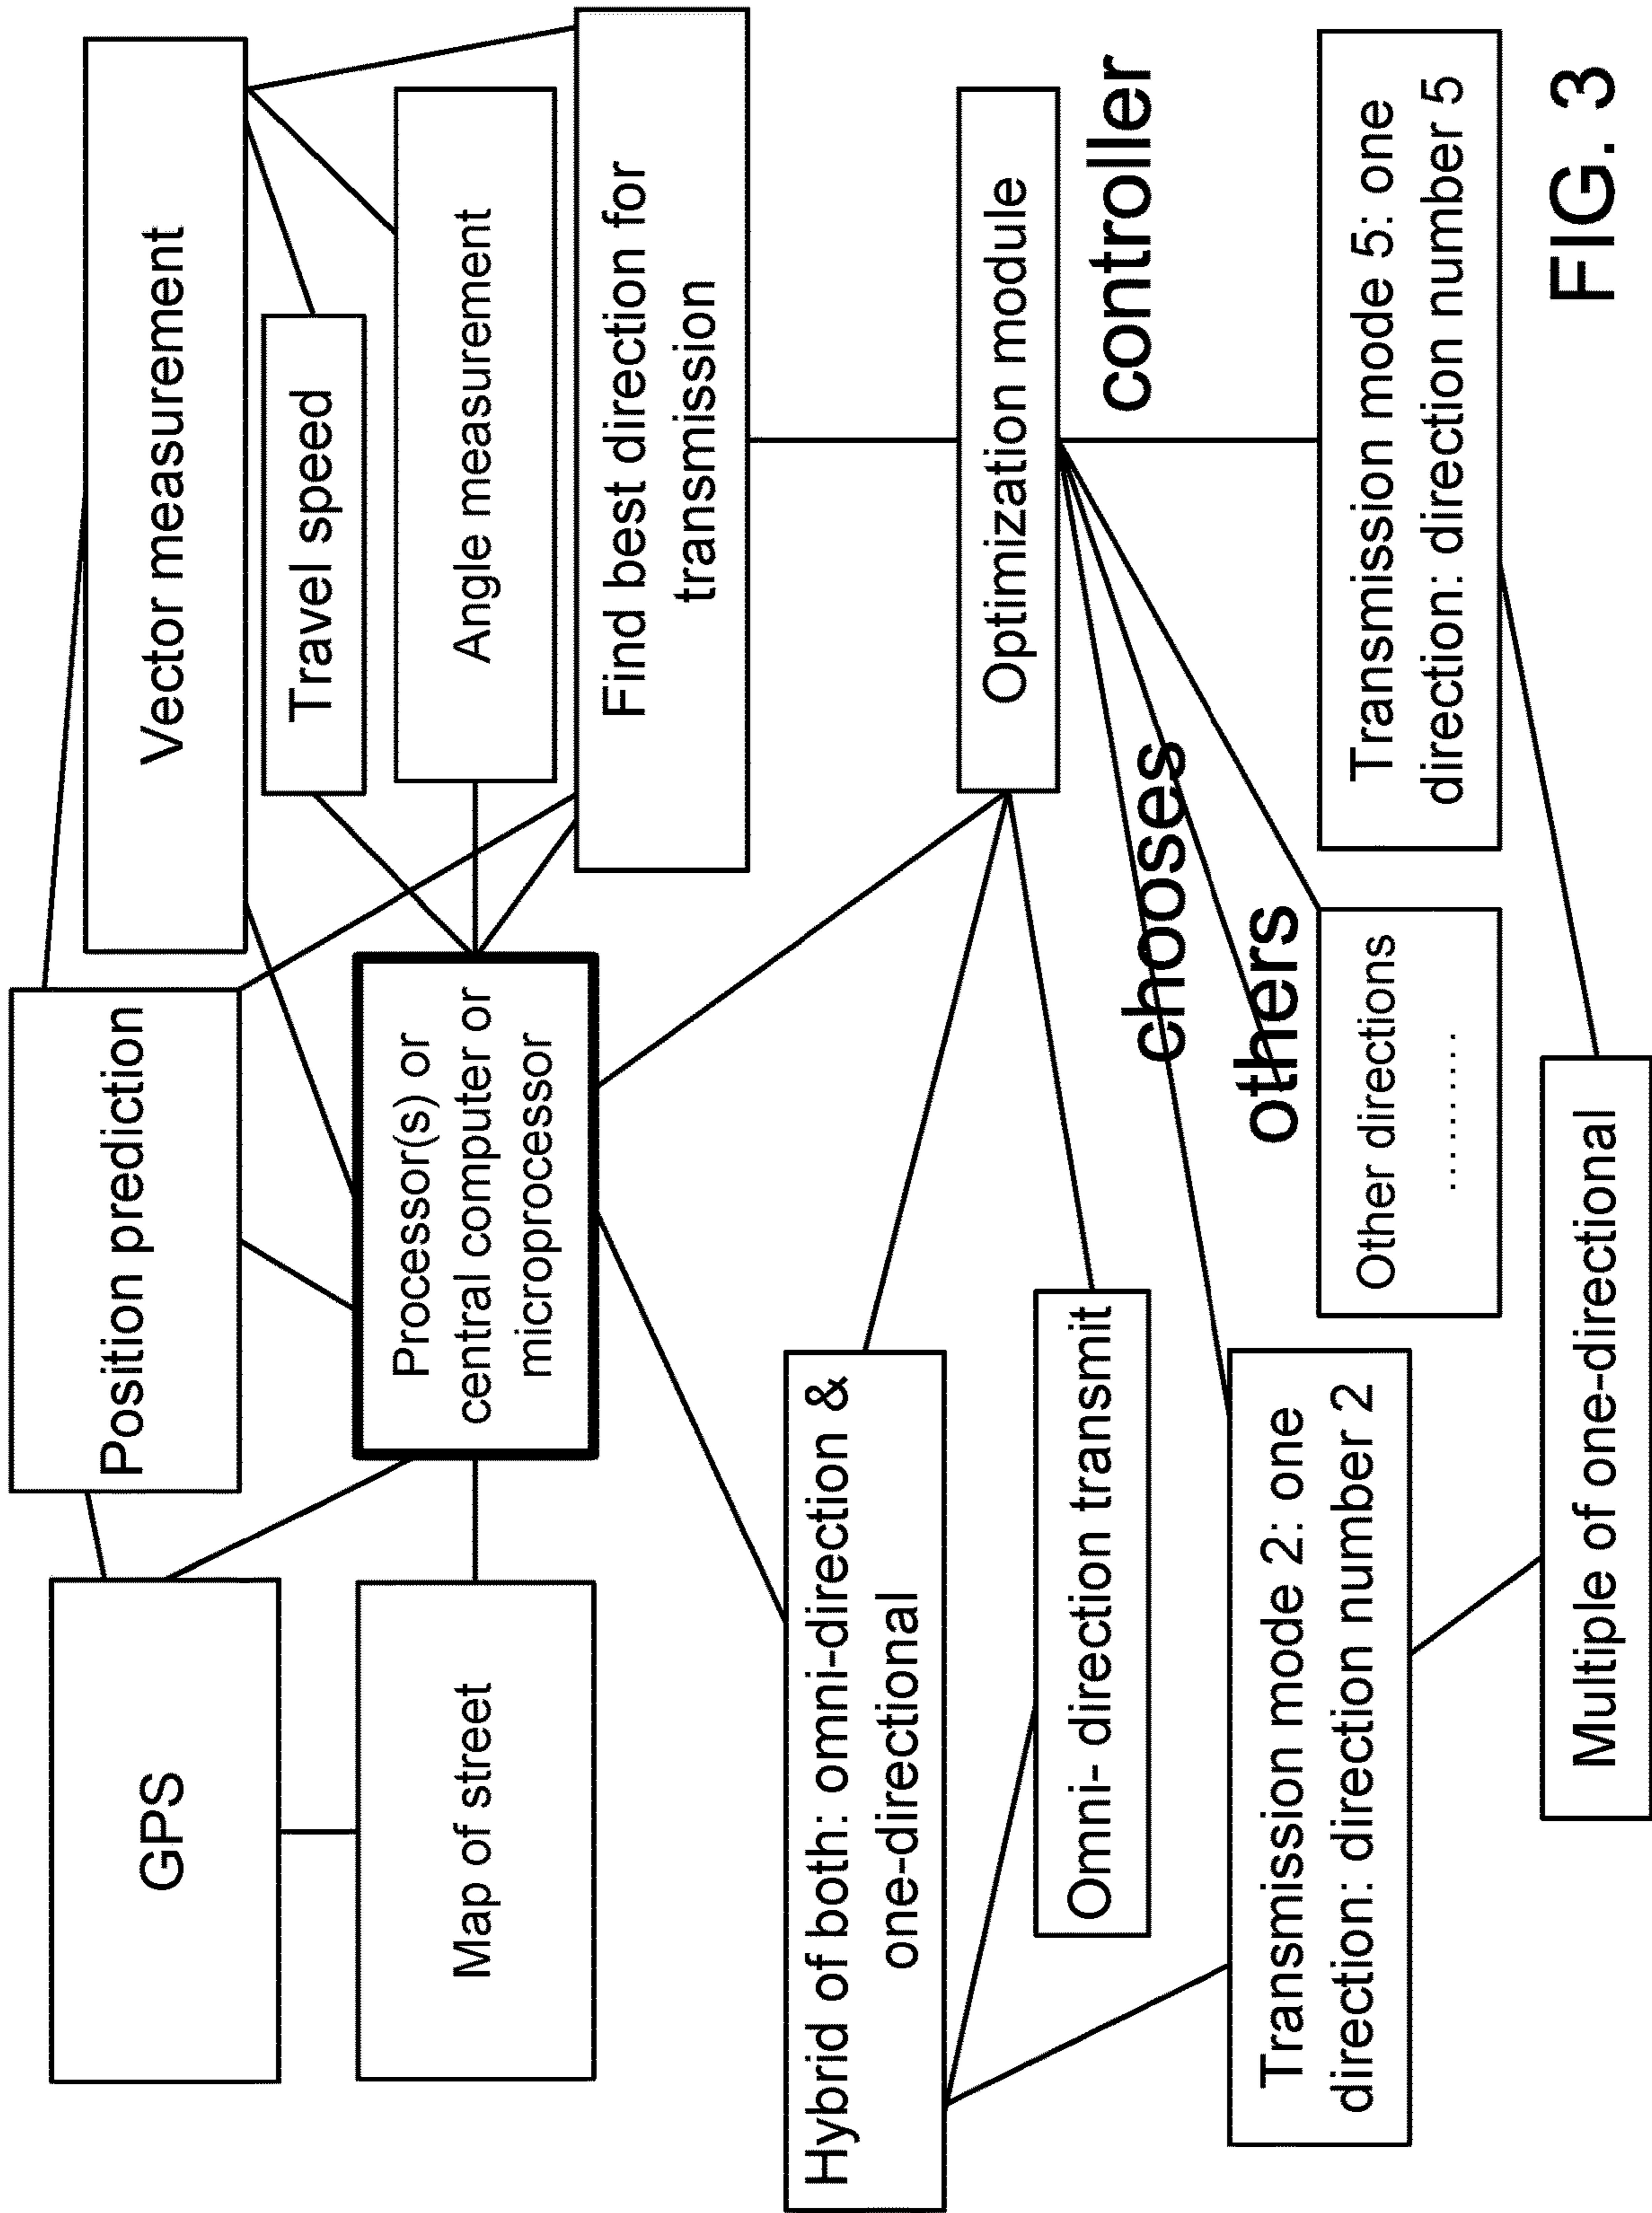 GPS
Position prediction
Vector measurement
Travel speed
Map of street
Processor(s) or
central computer or
microprocessor
Angle measurement
Find best direction for
transmission
Hybrid of both: omni-direction &
one-directional
Optimization module
Omni- direction transmit
controller
chooses
others
Transmission mode 2: one
direction: direction number 2
Other directions
.........
Transmission mode 5: one
direction: direction number 5
Multiple of one-directional
FIG. 3